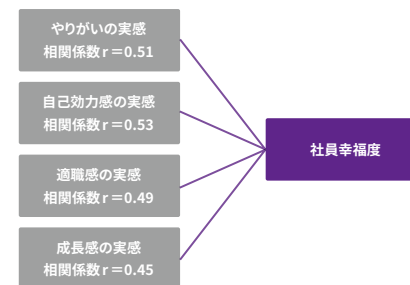 やりがいの実感
相関係数r＝0.51
自己効力感の実感
相関係数r＝0.53
適職感の実感
相関係数r＝0.49
成長感の実感
相関係数r＝0.45
社員幸福度